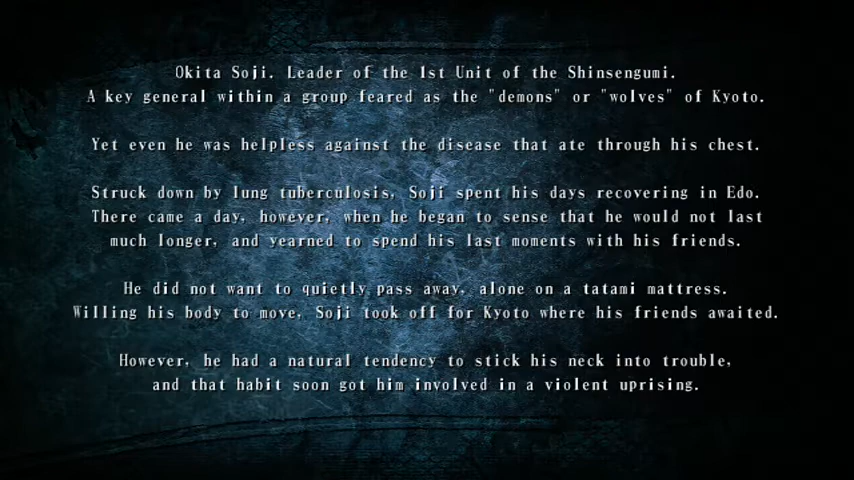 Okita Soji. Leader of the 1st Unit of the Shinsengumi.
A key general within a group feared as the "demons" or "wolves" of Kyoto.
Yet even he was helpless against the disease that ate through his chest.
Struck down by lung tuberculosis, Soji spent his days recovering in Edo.
There came a day, however, when he began to sense that he would not last
much longer, and yearned to spend his last moments with his friends.
He did not want to quietly pass away, alone on a tatami mattress.
Willing his body to move, Soji took off for Kyoto where his friends awaited.
However, he had a natural tendency to stick his neck into trouble,
and that habit soon got him involved in a violent uprising.